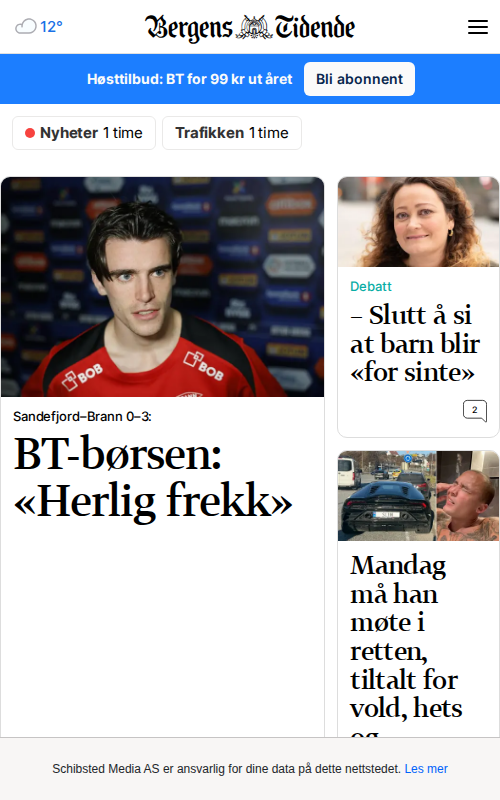 12°
Bergens Tidende
Høsttilbud: BT for 99 kr ut året
Bli abonnent
Nyheter 1 time
Trafikken 1 time
BOB
BOB
Sandefjord–Brann 0–3:
BT-børsen:
«Herlig frekk»
Debatt
– Slutt å si
at barn blir
«for sinte»
2
Mandag
må han
møte i
retten,
tiltalt for
vold, hets
og
Schibsted Media AS er ansvarlig for dine data på dette nettstedet. Les mer